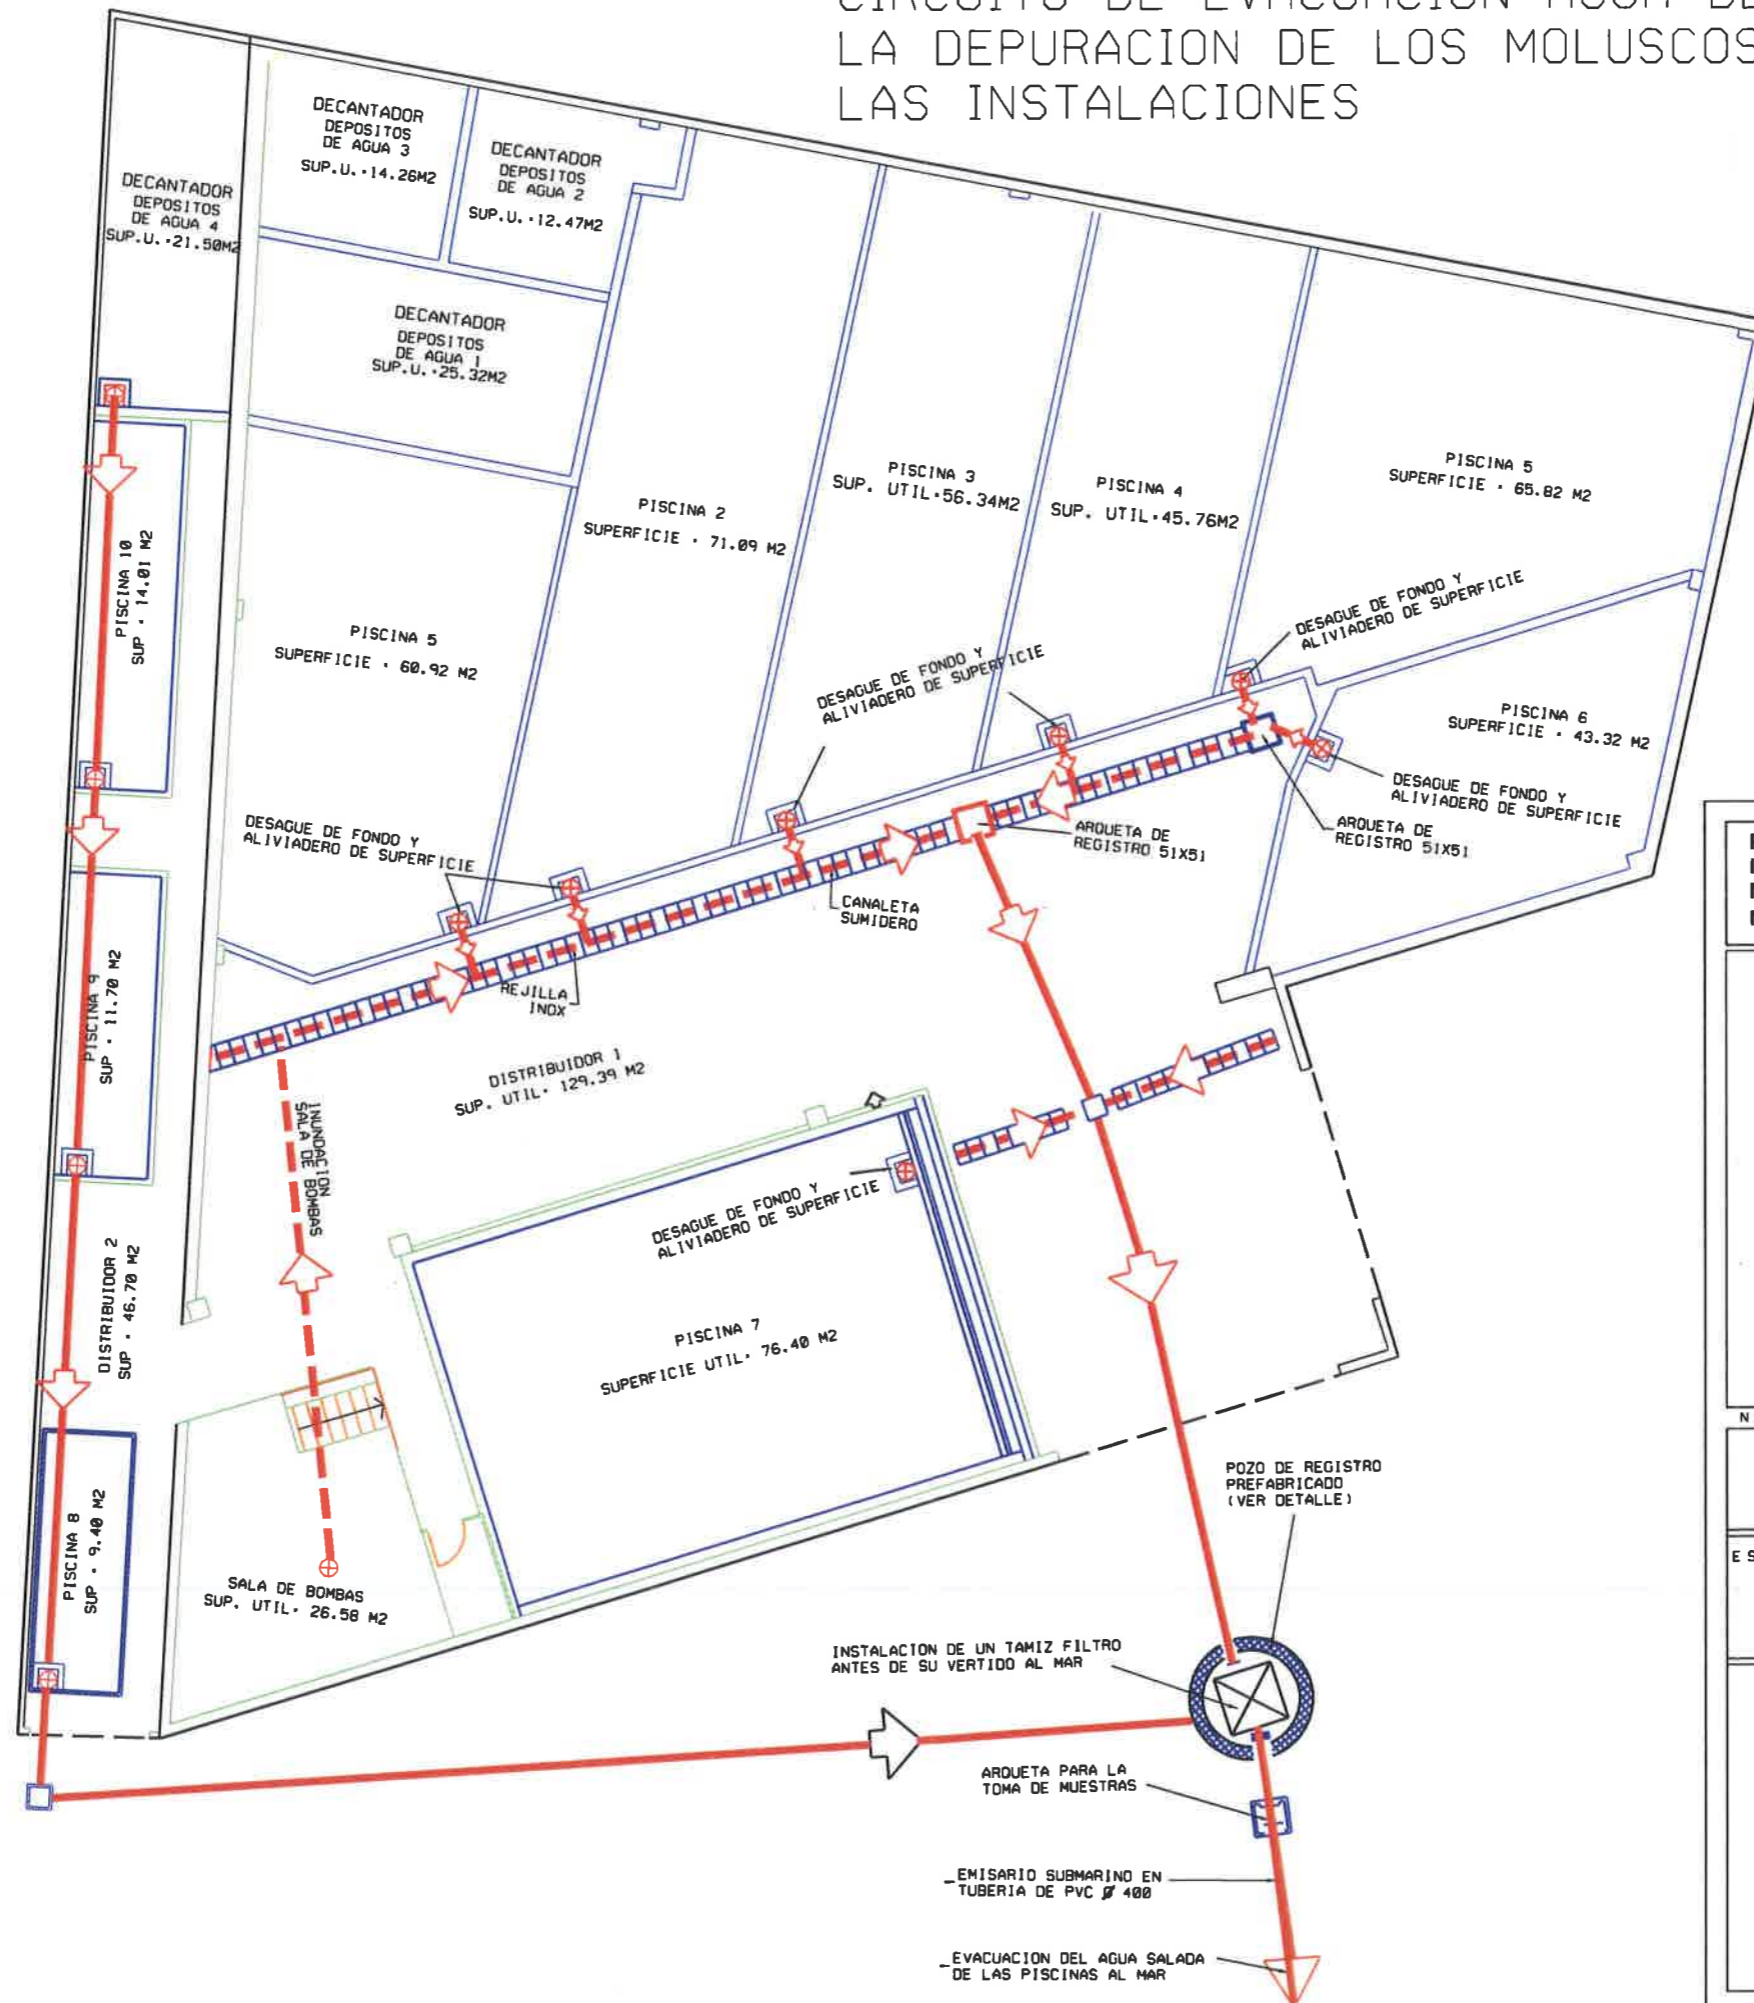 CIRCUITO DE EVACUACION AGUA DE
LA DEPURACION DE LOS MOLUSCOS
LAS INSTALACIONES
DECANTADOR
DEPOSITOS
DE AGUA 4
SUP.U.·21.50M2
DECANTADOR
DEPOSITOS
DE AGUA 3
SUP.U.·14.26M2
DECANTADOR
DEPOSITOS
DE AGUA 2
SUP.U.·12.47M2
DECANTADOR
DEPOSITOS
DE AGUA 1
SUP.U.·25.32M2
PISCINA 2
SUPERFICIE · 71.09 M2
PISCINA 3
SUP. UTIL·56.34M2
PISCINA 4
SUP. UTIL·45.76M2
PISCINA 5
SUPERFICIE · 65.82 M2
PISCINA 10
SUP · 14.01 M2
PISCINA 5
SUPERFICIE · 60.92 M2
DESAGUE DE FONDO Y
ALIVIADERO DE SUPERFICIE
DESAGUE DE FONDO Y
ALIVIADERO DE SUPERFICIE
PISCINA 6
SUPERFICIE · 43.32 M2
DESAGUE DE FONDO Y
ALIVIADERO DE SUPERFICIE
DESAGUE DE FONDO Y
ALIVIADERO DE SUPERFICIE
ARQUETA DE
REGISTRO 51X51
ARQUETA DE
REGISTRO 51X51
CANALETA
SUMIDERO
REJILLA
INOX
PISCINA 9
SUP · 11.70 M2
DISTRIBUIDOR 1
SUP. UTIL· 129.39 M2
INUNDACION
SALA DE BOMBAS
DESAGUE DE FONDO Y
ALIVIADERO DE SUPERFICIE
DISTRIBUIDOR 2
SUP · 46.70 M2
PISCINA 7
SUPERFICIE UTIL· 76.40 M2
PISCINA 8
SUP · 9.40 M2
SALA DE BOMBAS
SUP. UTIL· 26.58 M2
POZO DE REGISTRO
PREFABRICADO
(VER DETALLE)
INSTALACION DE UN TAMIZ FILTRO
ANTES DE SU VERTIDO AL MAR
ARQUETA PARA LA
TOMA DE MUESTRAS
EMISARIO SUBMARINO EN
TUBERIA DE PVC Ø 400
EVACUACION DEL AGUA SALADA
DE LAS PISCINAS AL MAR
N
ES